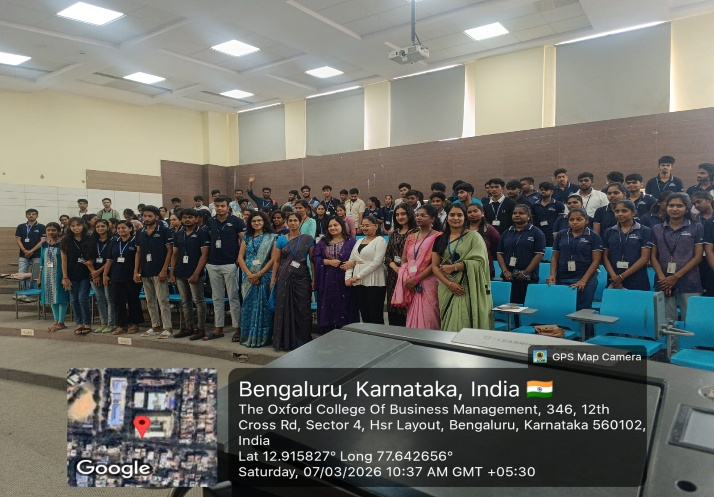 GPS Map Camera
Bengaluru, Karnataka, India 🇮🇳
The Oxford College Of Business Management, 346, 12th
Cross Rd, Sector 4, Hsr Layout, Bengaluru, Karnataka 560102,
India
Lat 12.915827° Long 77.642656°
Saturday, 07/03/2026 10:37 AM GMT +05:30
Google